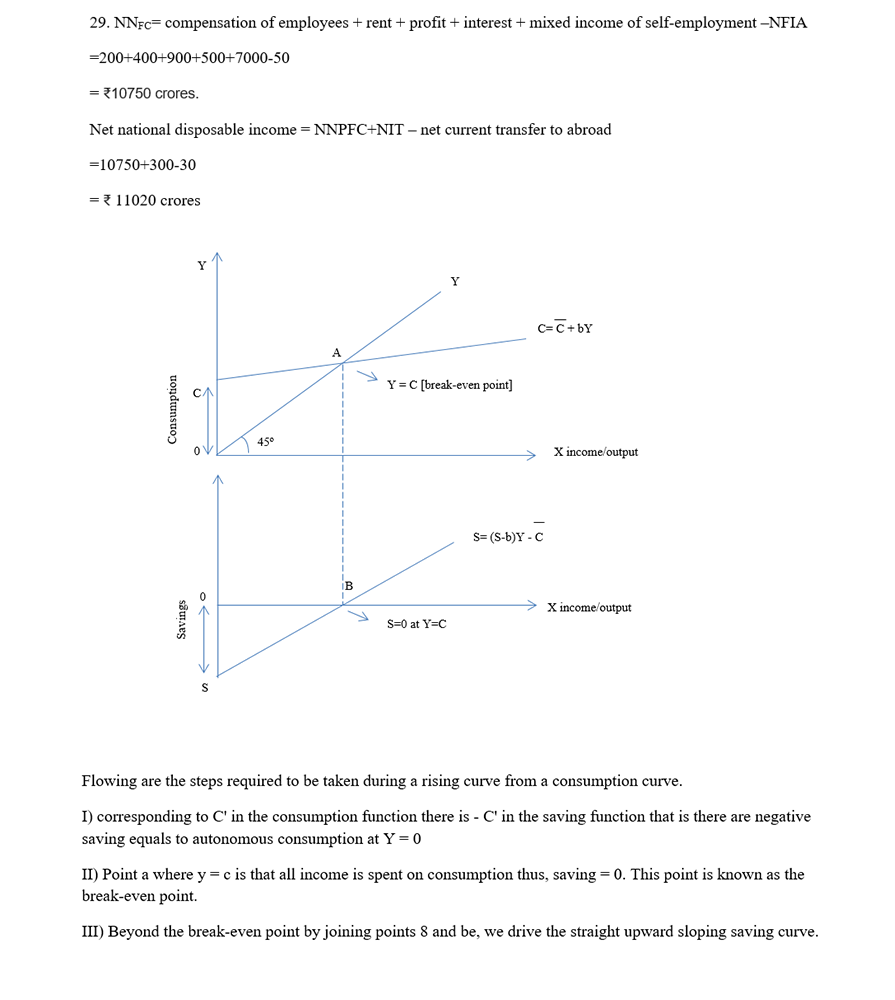 29. NNFC= compensation of employees + rent + profit + interest + mixed income of self-employment –NFIA
=200+400+900+500+7000-50
= ₹10750 crores.
Net national disposable income = NNPFC+NIT – net current transfer to abroad
=10750+300-30
= ₹ 11020 crores
Y
Y
C= C̅ + bY
A
Y = C [break-even point]
Consumption
C
45°
0
X income/output
S= (S-b)Y - C̅
B
0
X income/output
Savings
S=0 at Y=C
S
Flowing are the steps required to be taken during a rising curve from a consumption curve.
I) corresponding to C' in the consumption function there is - C' in the saving function that is there are negative
saving equals to autonomous consumption at Y = 0
II) Point a where y = c is that all income is spent on consumption thus, saving = 0. This point is known as the
break-even point.
III) Beyond the break-even point by joining points 8 and be, we drive the straight upward sloping saving curve.